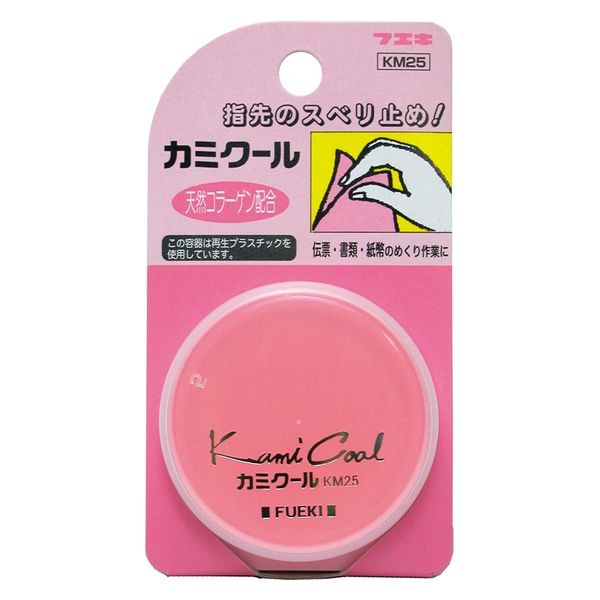 フエキ
KM25
指先のスベリ止め!
カミクール
天然コラーゲン配合
この容器は再生プラスチックを
使用しています。
伝票・書類・紙幣のめくり作業に
2
Kami Cool
カミクール KM25
FUEKI